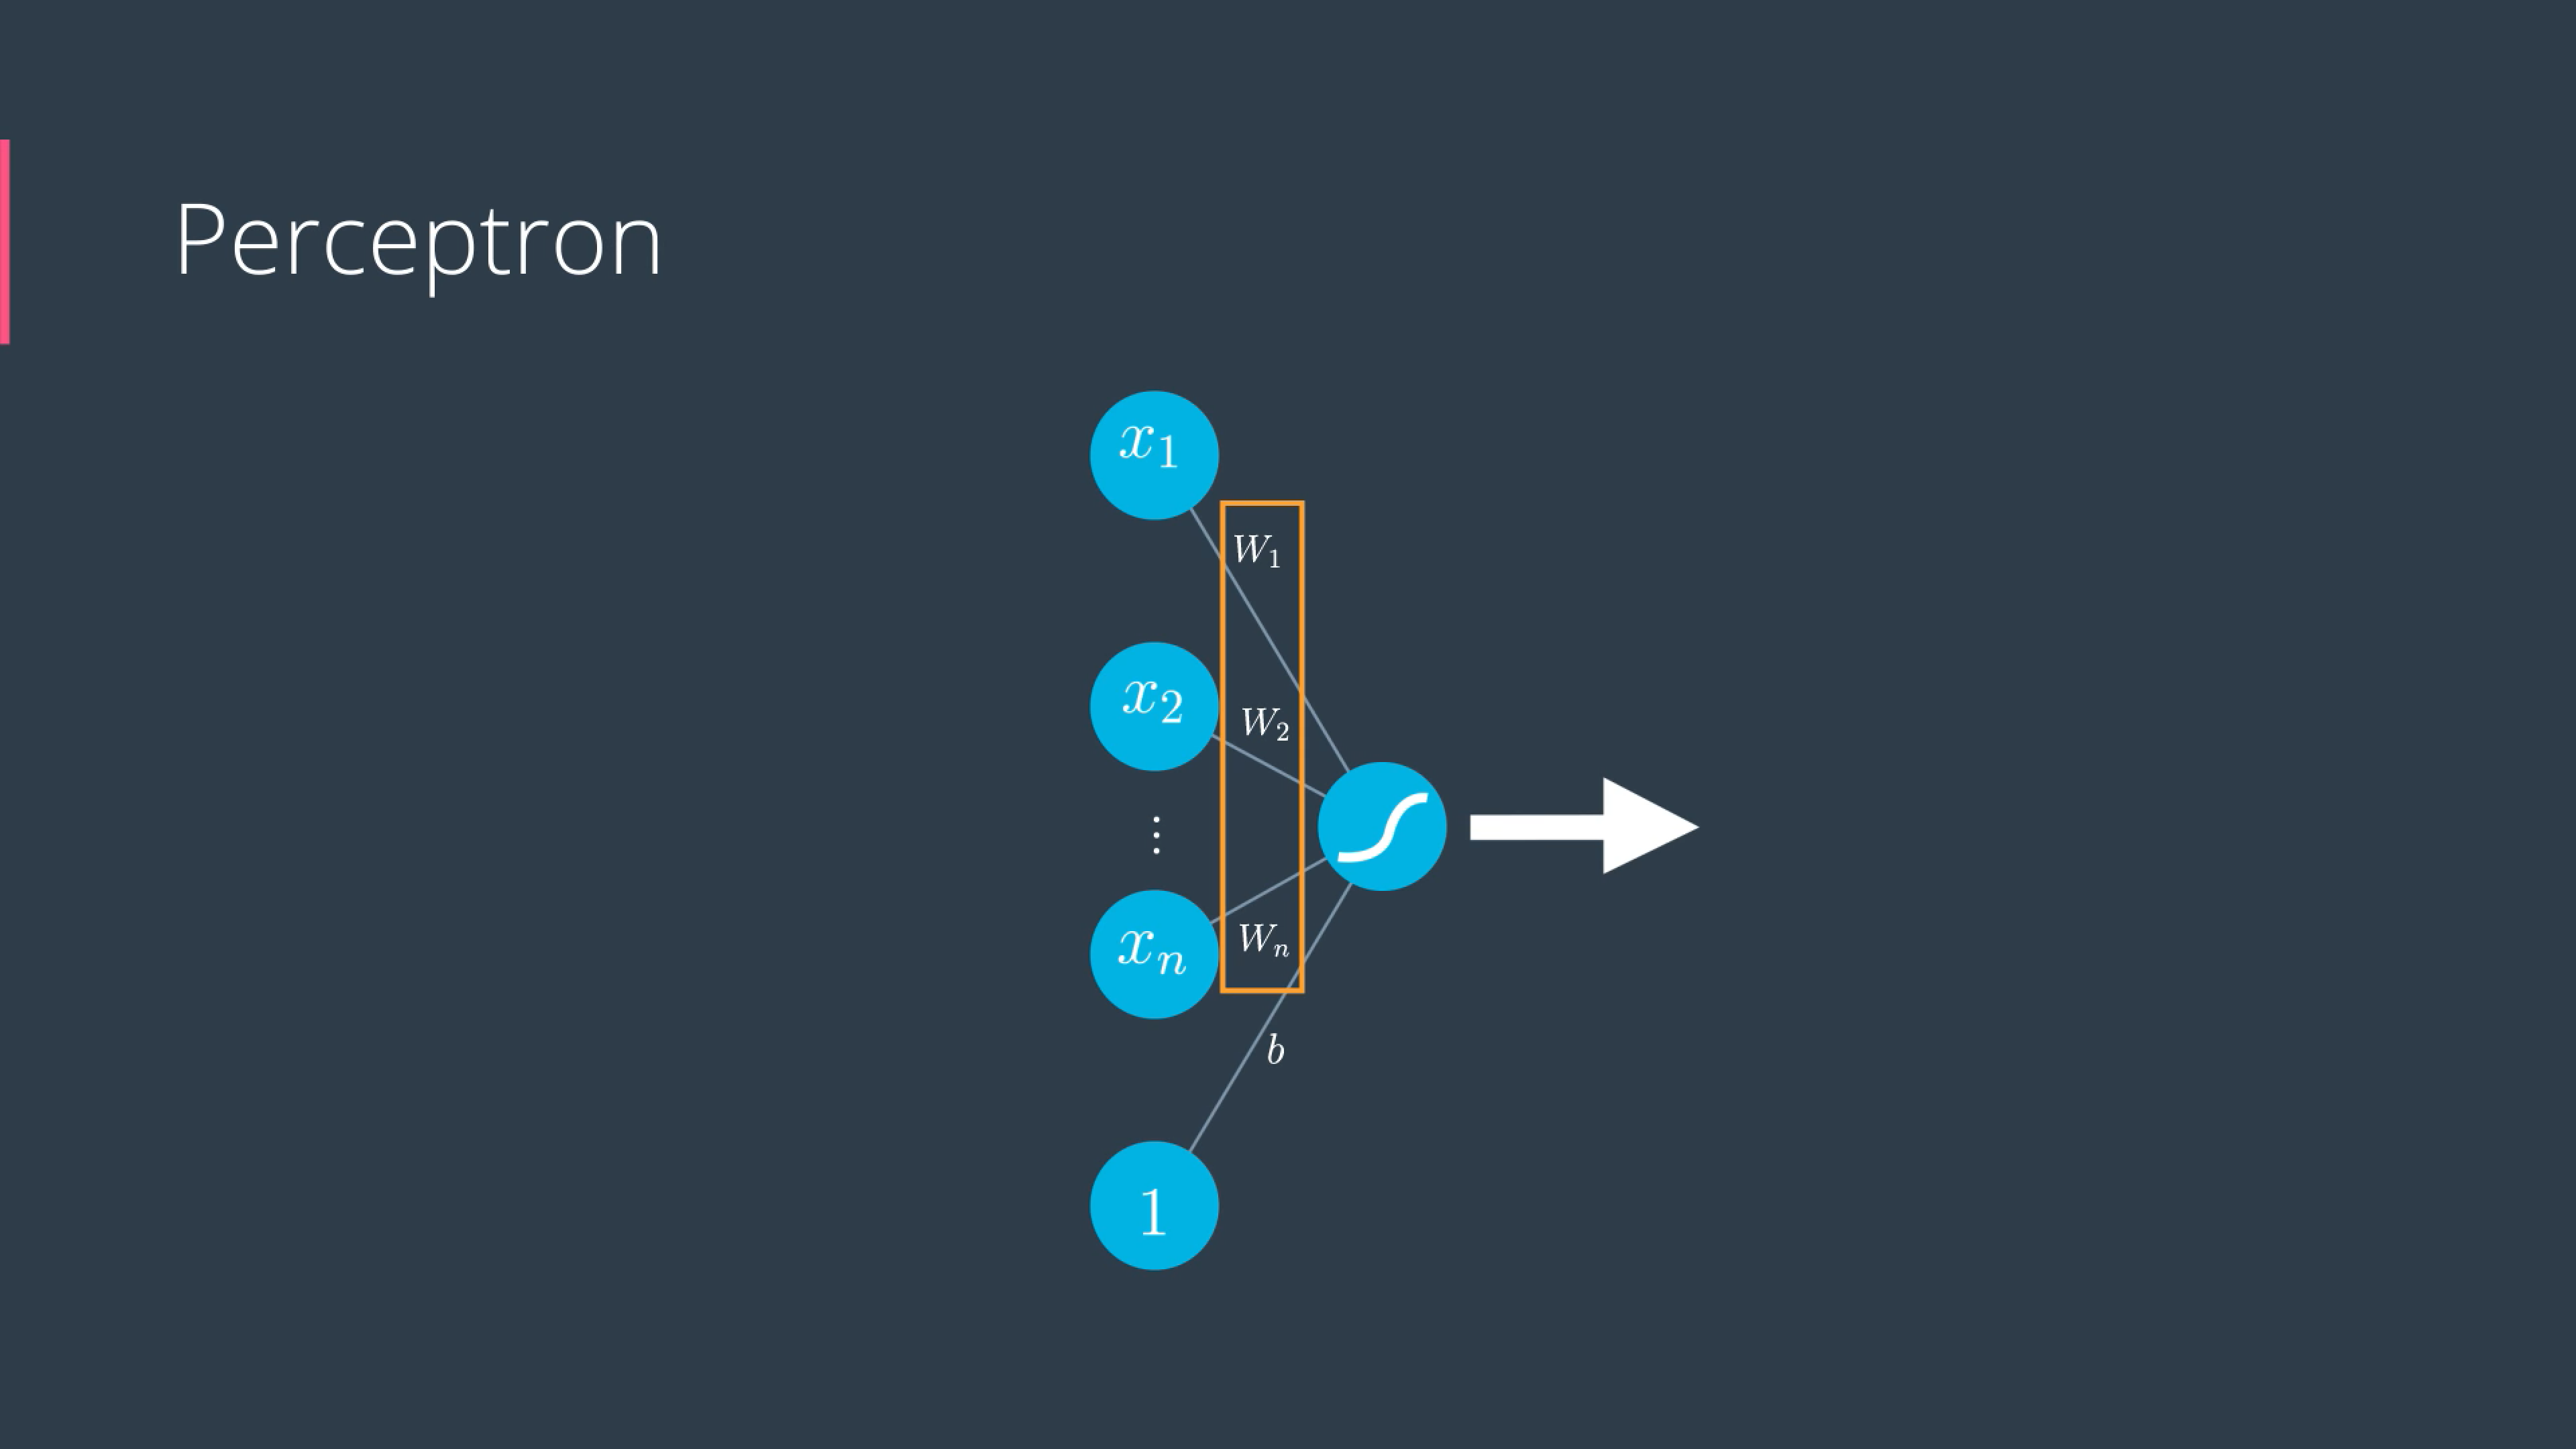 Perceptron
x₁
W₁
x₂
W₂
⋮
xₙ
Wₙ
b
1